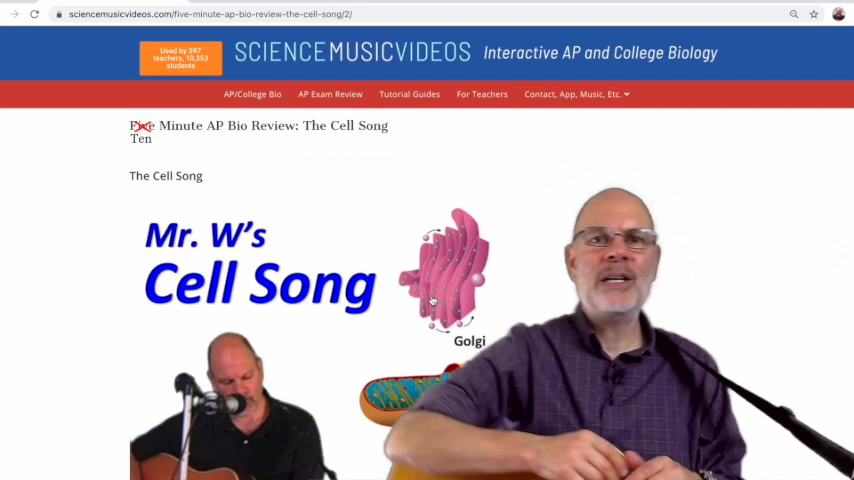 sciencemusicvideos.com/five-minute-ap-bio-review-the-cell-song/2/
Used by 597
teachers, 10,353
students
SCIENCEMUSICVIDEOS
Interactive AP and College Biology
AP/College Bio
AP Exam Review
Tutorial Guides
For Teachers
Contact, App, Music, Etc.
Five Minute AP Bio Review: The Cell Song
Ten
The Cell Song
Mr. W's
Cell Song
Golgi